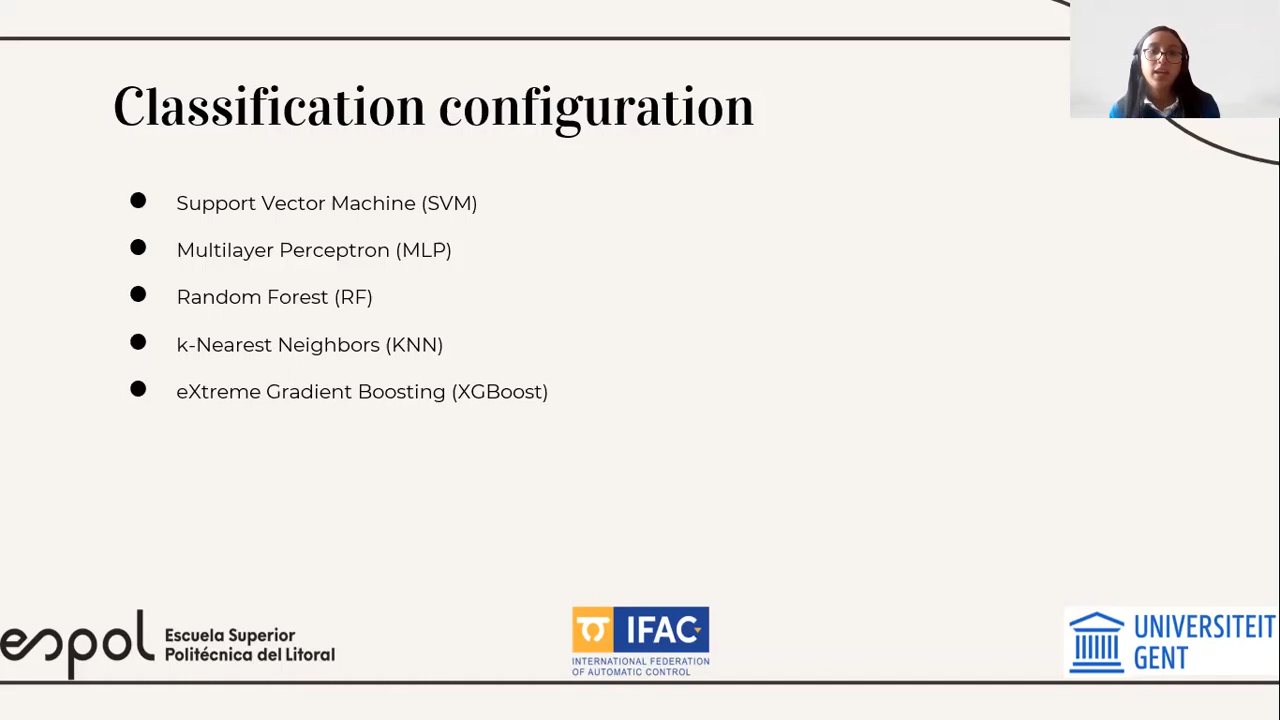 Classification configuration
Support Vector Machine (SVM)
Multilayer Perceptron (MLP)
Random Forest (RF)
k-Nearest Neighbors (KNN)
eXtreme Gradient Boosting (XGBoost)
espol
Escuela Superior
Politécnica del Litoral
IFAC
INTERNATIONAL FEDERATION
OF AUTOMATIC CONTROL
UNIVERSITEIT
GENT